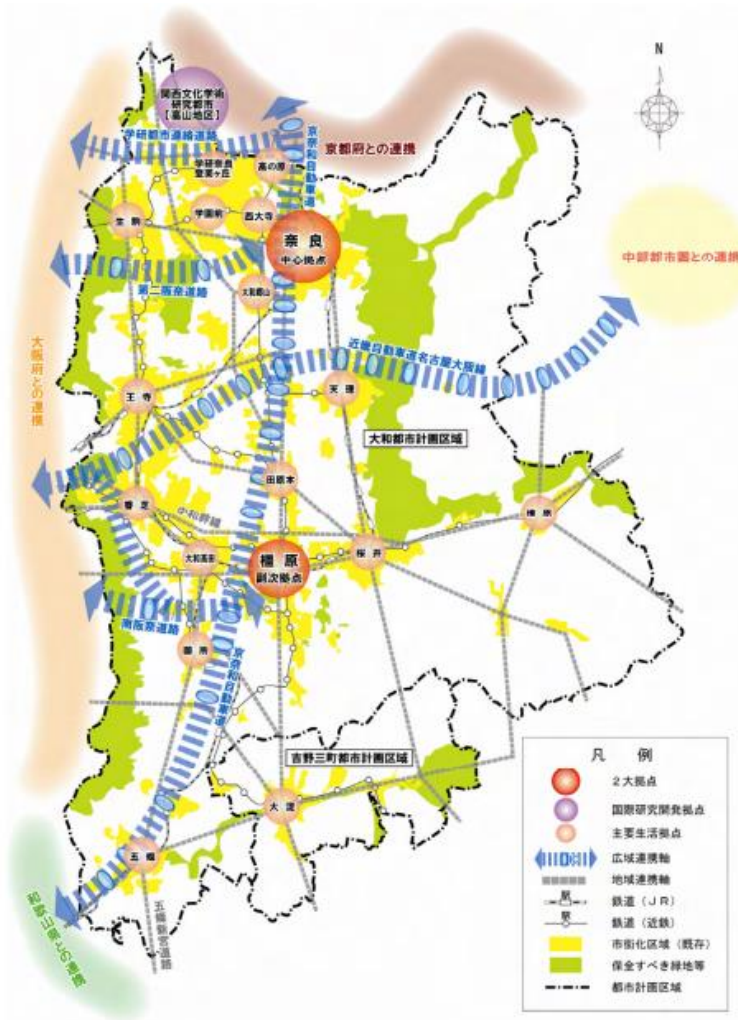 N
関西文化学術
研究都市
【高山地区】
学研都市連絡道路
京奈和自動車道
京都府との連携
学研奈良
登美ヶ丘
高の原
生駒
学園前
西大寺
奈良
中心拠点
中部都市圏との連携
第二阪奈道路
大和郡山
大阪府との連携
近畿自動車道名古屋大阪線
王寺
天理
大和都市計画区域
田原本
香芝
中和幹線
榛原
大和高田
橿原
副次拠点
桜井
南阪奈道路
御所
京奈和自動車道
吉野三町都市計画区域
大淀
五條
五條新宮道路
和歌山県との連携
凡 例
2大拠点
国際研究開発拠点
主要生活拠点
広域連携軸
地域連携軸
駅
鉄道(JR)
駅
鉄道(近鉄)
市街化区域(既存)
保全すべき緑地等
都市計画区域